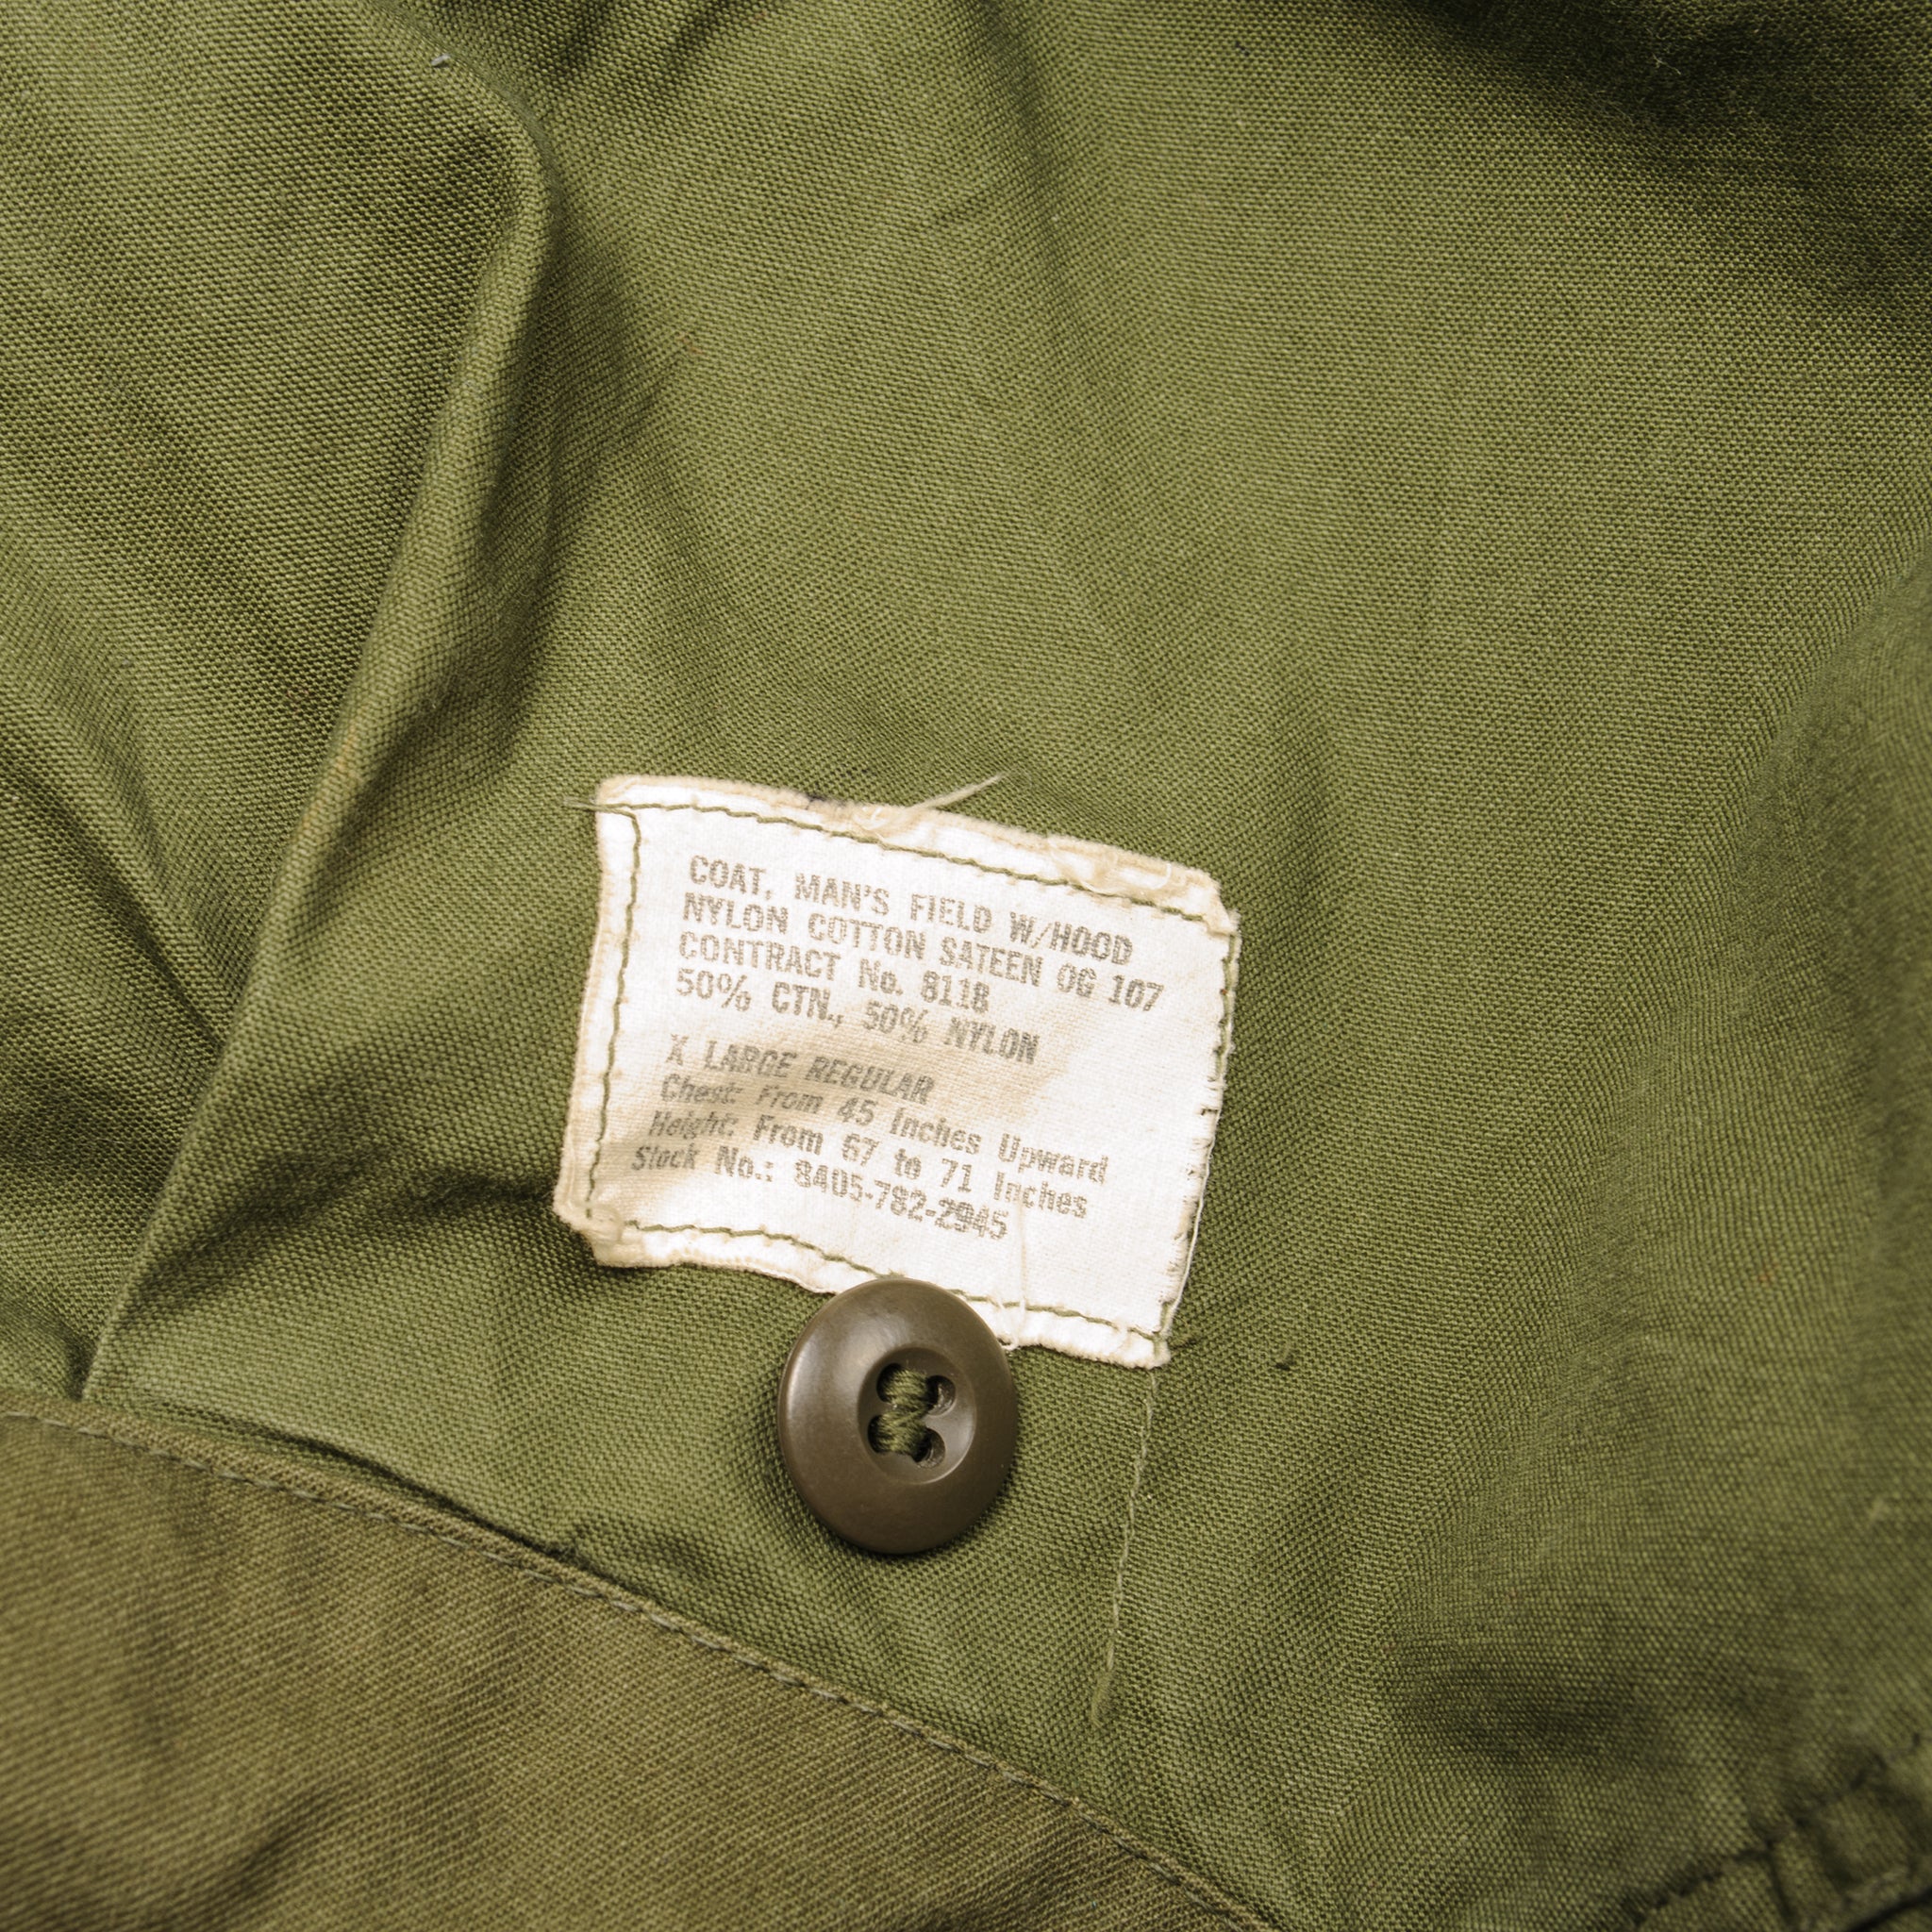 COAT, MAN'S FIELD W/HOOD
NYLON COTTON SATEEN OG 107
CONTRACT No. 8118
50% CTN., 50% NYLON
X LARGE REGULAR
Chest: From 45 Inches Upward
Height: From 67 to 71 Inches
Stock No.: 8405-782-2945